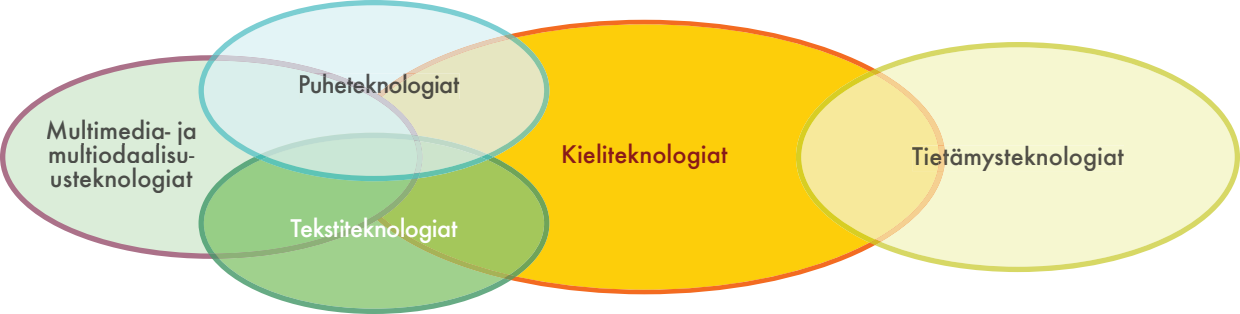 Puheteknologiat
Multimedia- ja
multiodaalisu-
usteknologiat
Kieliteknologiat
Tietämysteknologiat
Tekstiteknologiat